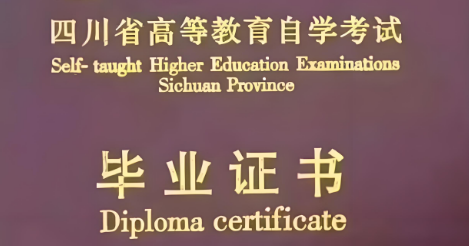 四川省高等教育自学考试
Self- taught Higher Education Examinations
Sichuan Province
毕业证书
Diploma certificate